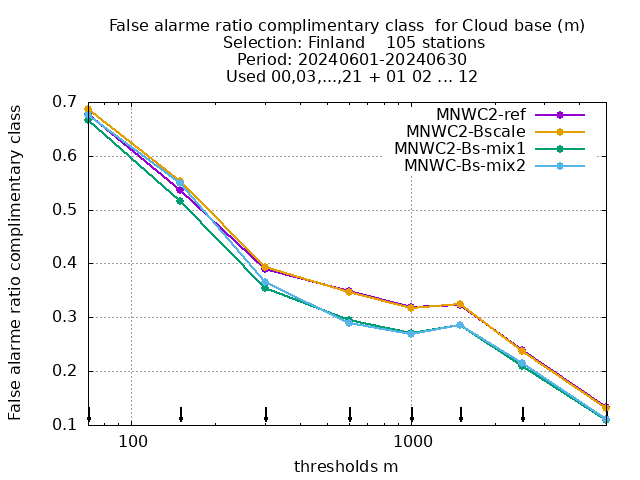 False alarme ratio complimentary class  for Cloud base (m)
Selection: Finland    105 stations
Period: 20240601-20240630
Used 00,03,...,21 + 01 02 ... 12
False alarme ratio complimentary class
0.7
0.6
0.5
0.4
0.3
0.2
0.1
MNWC2-ref
MNWC2-Bscale
MNWC2-Bs-mix1
MNWC-Bs-mix2
100
1000
thresholds m